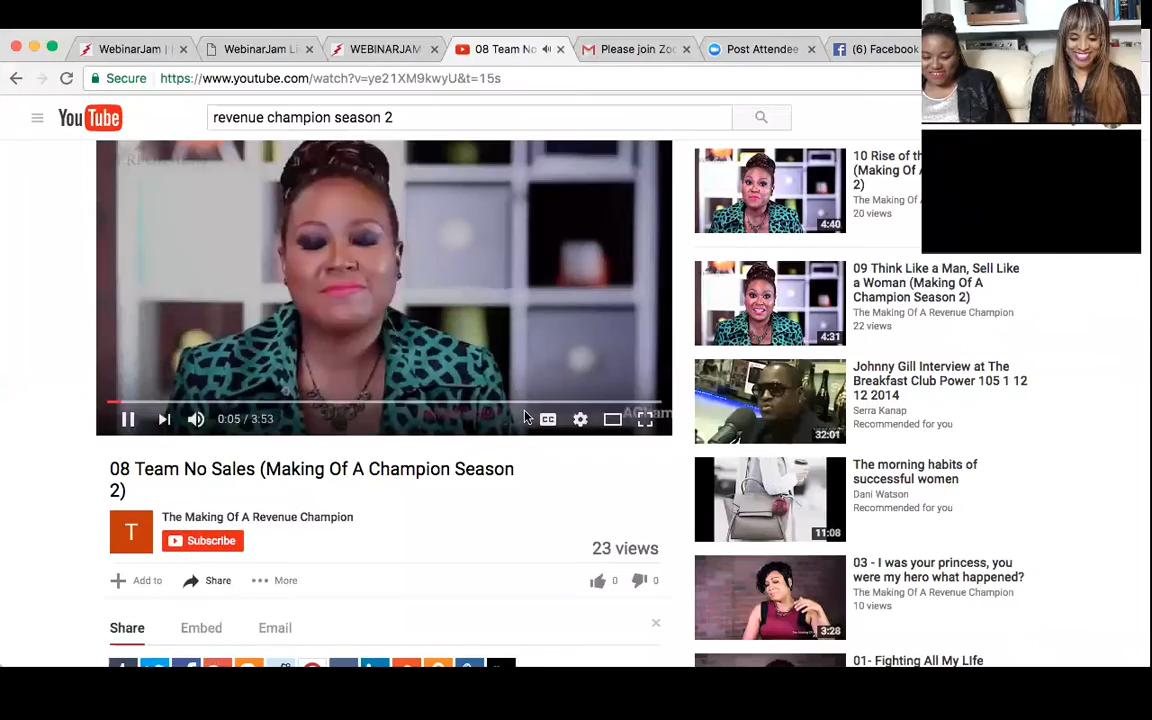 WebinarJam |
WebinarJam Li
WEBINARJAM
08 Team No
Please join Zoo
Post Attendee
(6) Facebook
Secure
https://www.youtube.com/watch?v=ye21XM9kwyU&t=15s
YouTube
revenue champion season 2
0:05 / 3:53
CC
08 Team No Sales (Making Of A Champion Season
2)
T
The Making Of A Revenue Champion
Subscribe
23 views
Add to
Share
More
0
0
Share
Embed
Email
4:40
10 Rise of th
(Making Of
2)
The Making Of
20 views
4:31
09 Think Like a Man, Sell Like
a Woman (Making Of A
Champion Season 2)
The Making Of A Revenue Champion
22 views
32:01
Johnny Gill Interview at The
Breakfast Club Power 105 1 12
12 2014
Serra Kanap
Recommended for you
11:08
The morning habits of
successful women
Dani Watson
Recommended for you
3:28
03 - I was your princess, you
were my hero what happened?
The Making Of A Revenue Champion
10 views
01- Fighting All My LIfe